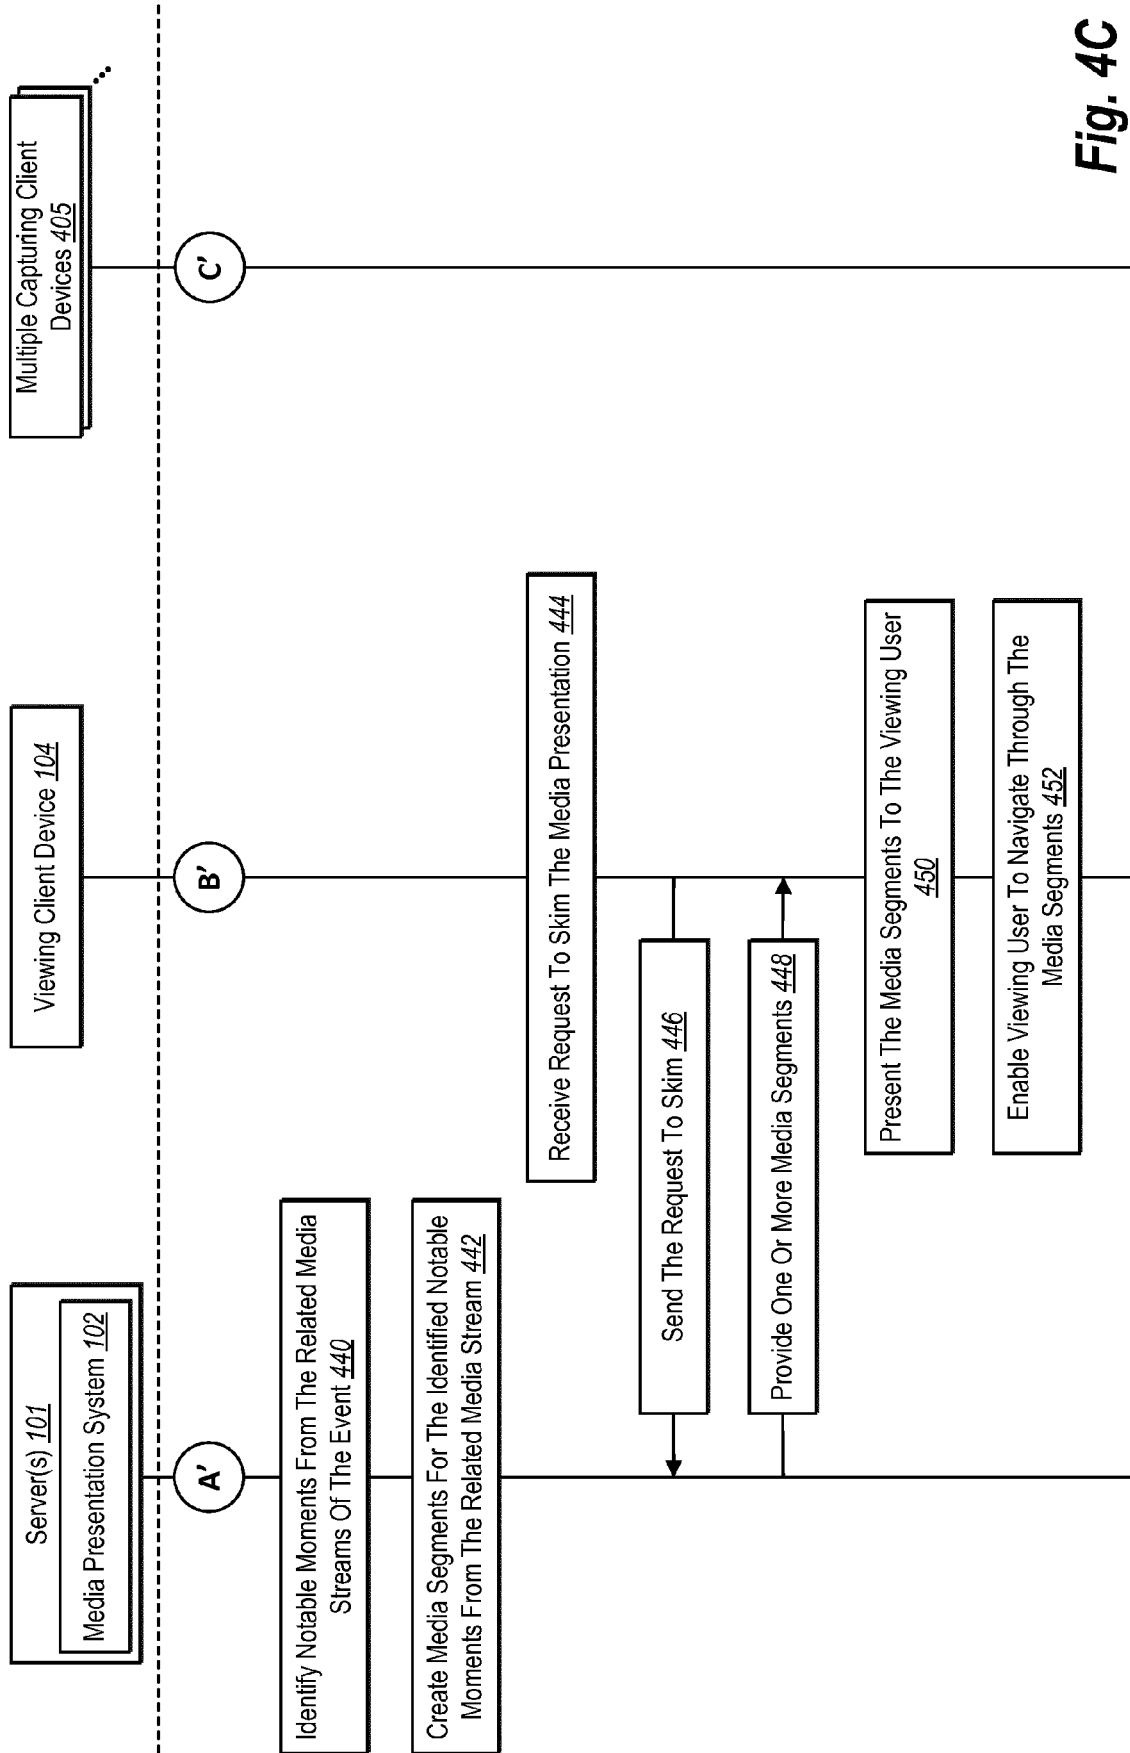 Server(s) 101
Media Presentation System 102
Viewing Client Device 104
Multiple Capturing Client
Devices 405
A'
B'
C'
Identify Notable Moments From The Related Media
Streams Of The Event 440
Create Media Segments For The Identified Notable
Moments From The Related Media Stream 442
Receive Request To Skim The Media Presentation 444
Send The Request To Skim 446
Provide One Or More Media Segments 448
Present The Media Segments To The Viewing User
450
Enable Viewing User To Navigate Through The
Media Segments 452
Fig. 4C